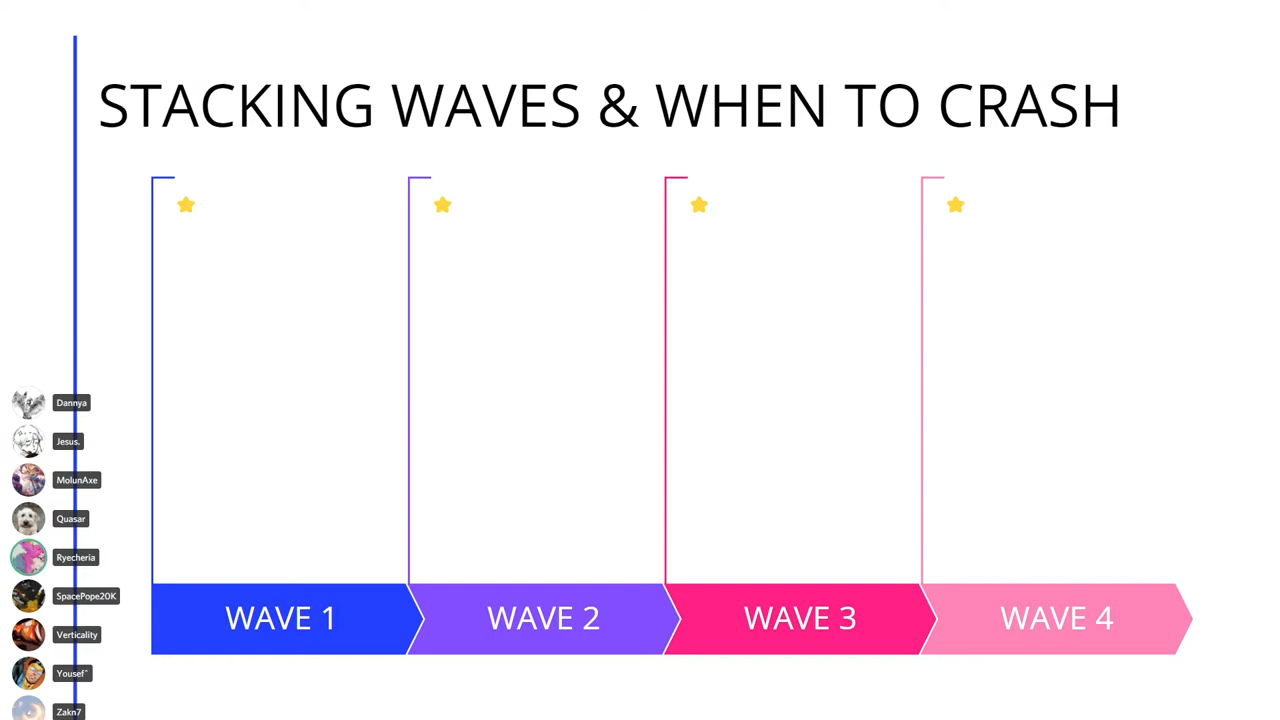 STACKING WAVES & WHEN TO CRASH
Dannya
Jesus.
MolunAxe
Quasar
Ryecheria
SpacePope20K
Verticality
Yousef^
Zakn7
WAVE 1
WAVE 2
WAVE 3
WAVE 4